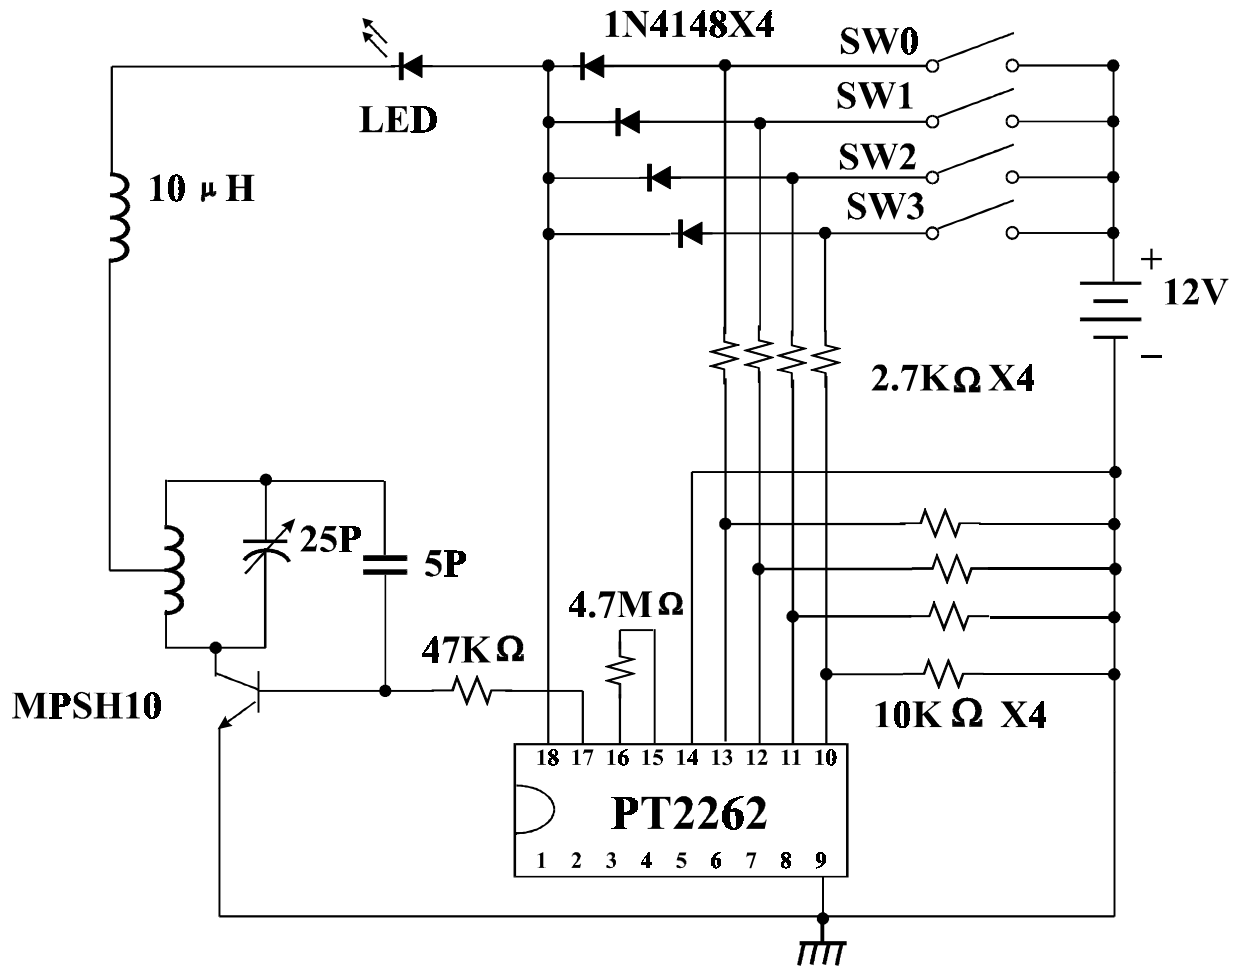 1N4148X4
SW0
LED
SW1
SW2
10 μH
SW3
+
12V
−
2.7KΩ X4
25P
5P
4.7MΩ
47KΩ
MPSH10
10KΩ X4
18 17 16 15 14 13 12 11 10
PT2262
1 2 3 4 5 6 7 8 9